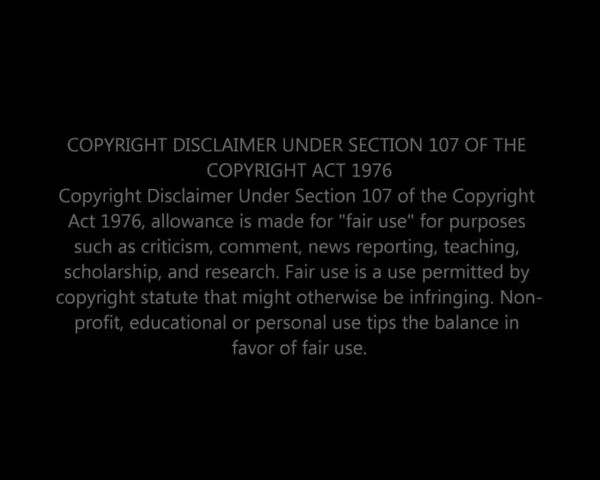 COPYRIGHT DISCLAIMER UNDER SECTION 107 OF THE
COPYRIGHT ACT 1976
Copyright Disclaimer Under Section 107 of the Copyright
Act 1976, allowance is made for "fair use" for purposes
such as criticism, comment, news reporting, teaching,
scholarship, and research. Fair use is a use permitted by
copyright statute that might otherwise be infringing. Non-
profit, educational or personal use tips the balance in
favor of fair use.